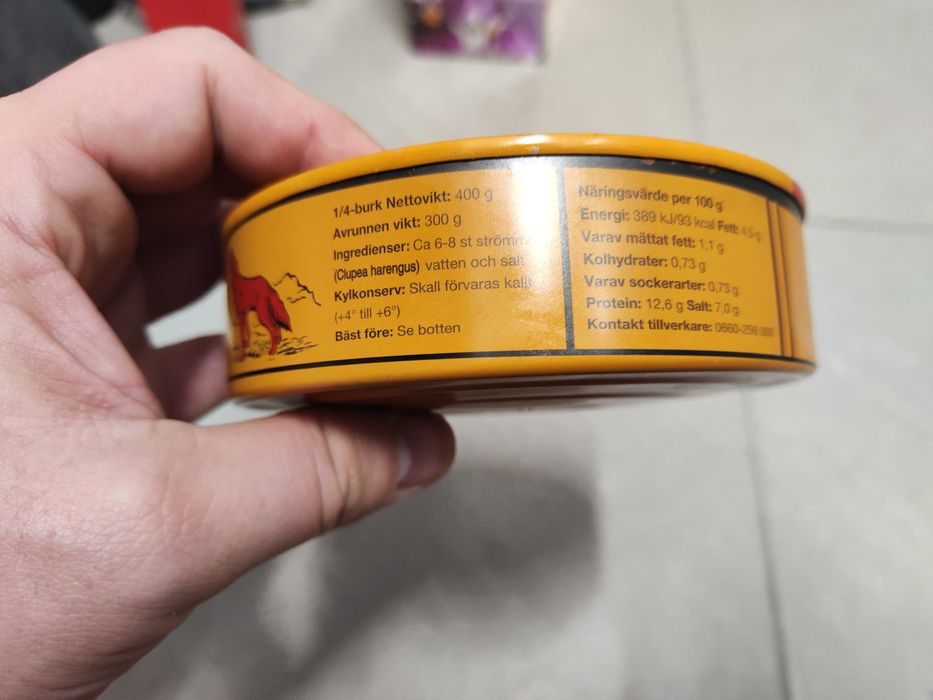 1/4-burk Nettovikt: 400 g
Avrunnen vikt: 300 g
Ingredienser: Ca 6-8 st strömm
(Clupea harengus) vatten och salt
Kylkonserv: Skall förvaras kallt
(+4° till +6°)
Bäst före: Se botten
Näringsvärde per 100 g
Energi: 389 kJ/93 kcal Fett: 4,5 g
Varav mättat fett: 1,1 g
Kolhydrater: 0,73 g
Varav sockerarter: 0,73 g
Protein: 12,6 g Salt: 7,0 g
Kontakt tillverkare: 0660-256 000